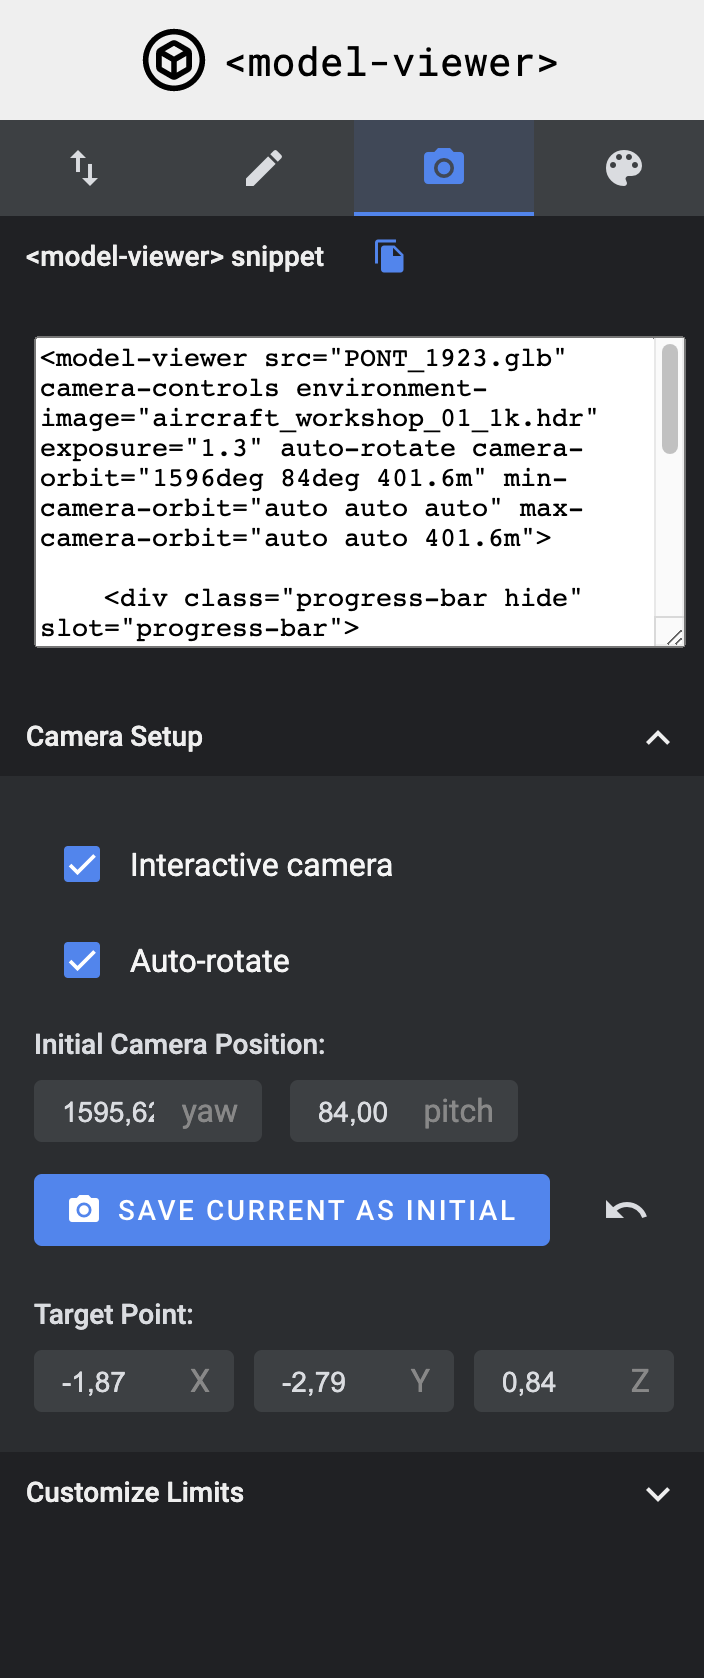 <model-viewer>
<model-viewer> snippet
<model-viewer src="PONT_1923.glb"
camera-controls environment-
image="aircraft_workshop_01_1k.hdr"
exposure="1.3" auto-rotate camera-
orbit="1596deg 84deg 401.6m" min-
camera-orbit="auto auto auto" max-
camera-orbit="auto auto 401.6m">
<div class="progress-bar hide"
slot="progress-bar">
Camera Setup
Interactive camera
Auto-rotate
Initial Camera Position:
1595,62 yaw 84,00 pitch
SAVE CURRENT AS INITIAL
Target Point:
-1,87 X -2,79 Y 0,84 Z
Customize Limits